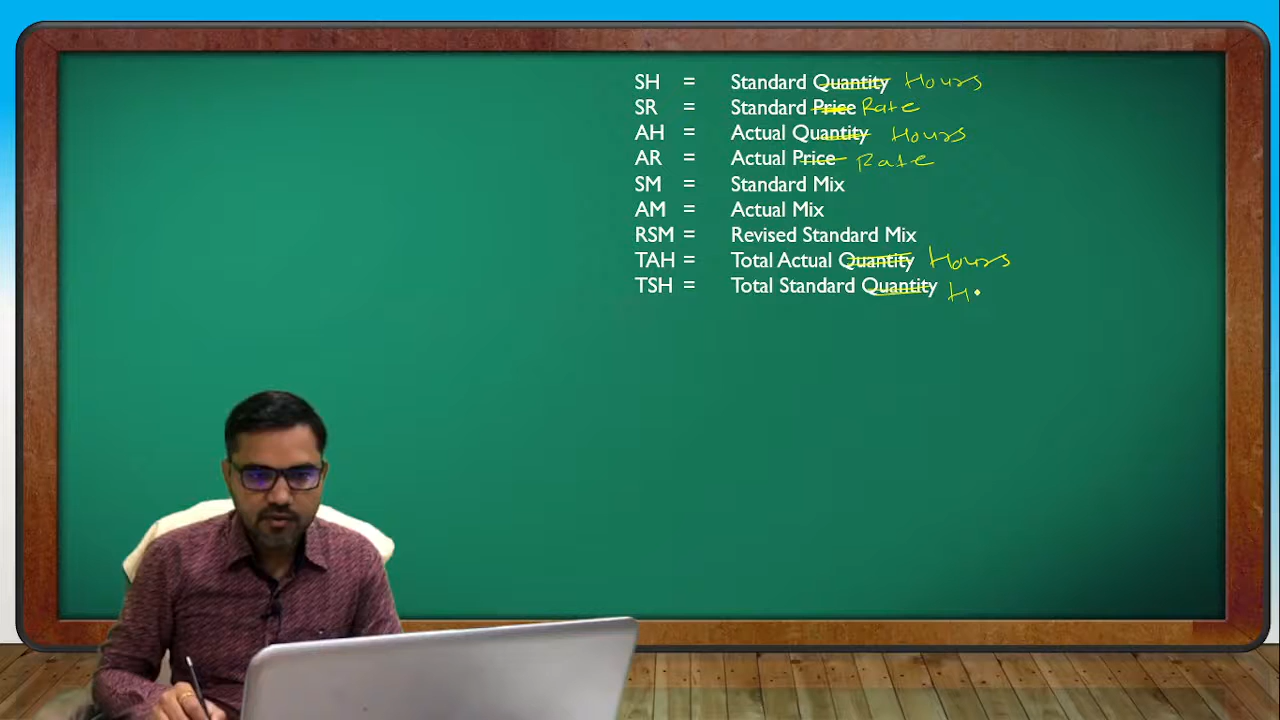 SH = Standard Quantity Hours
SR = Standard Price Rate
AH = Actual Quantity Hours
AR = Actual Price Rate
SM = Standard Mix
AM = Actual Mix
RSM = Revised Standard Mix
TAH = Total Actual Quantity Hours
TSH = Total Standard Quantity H